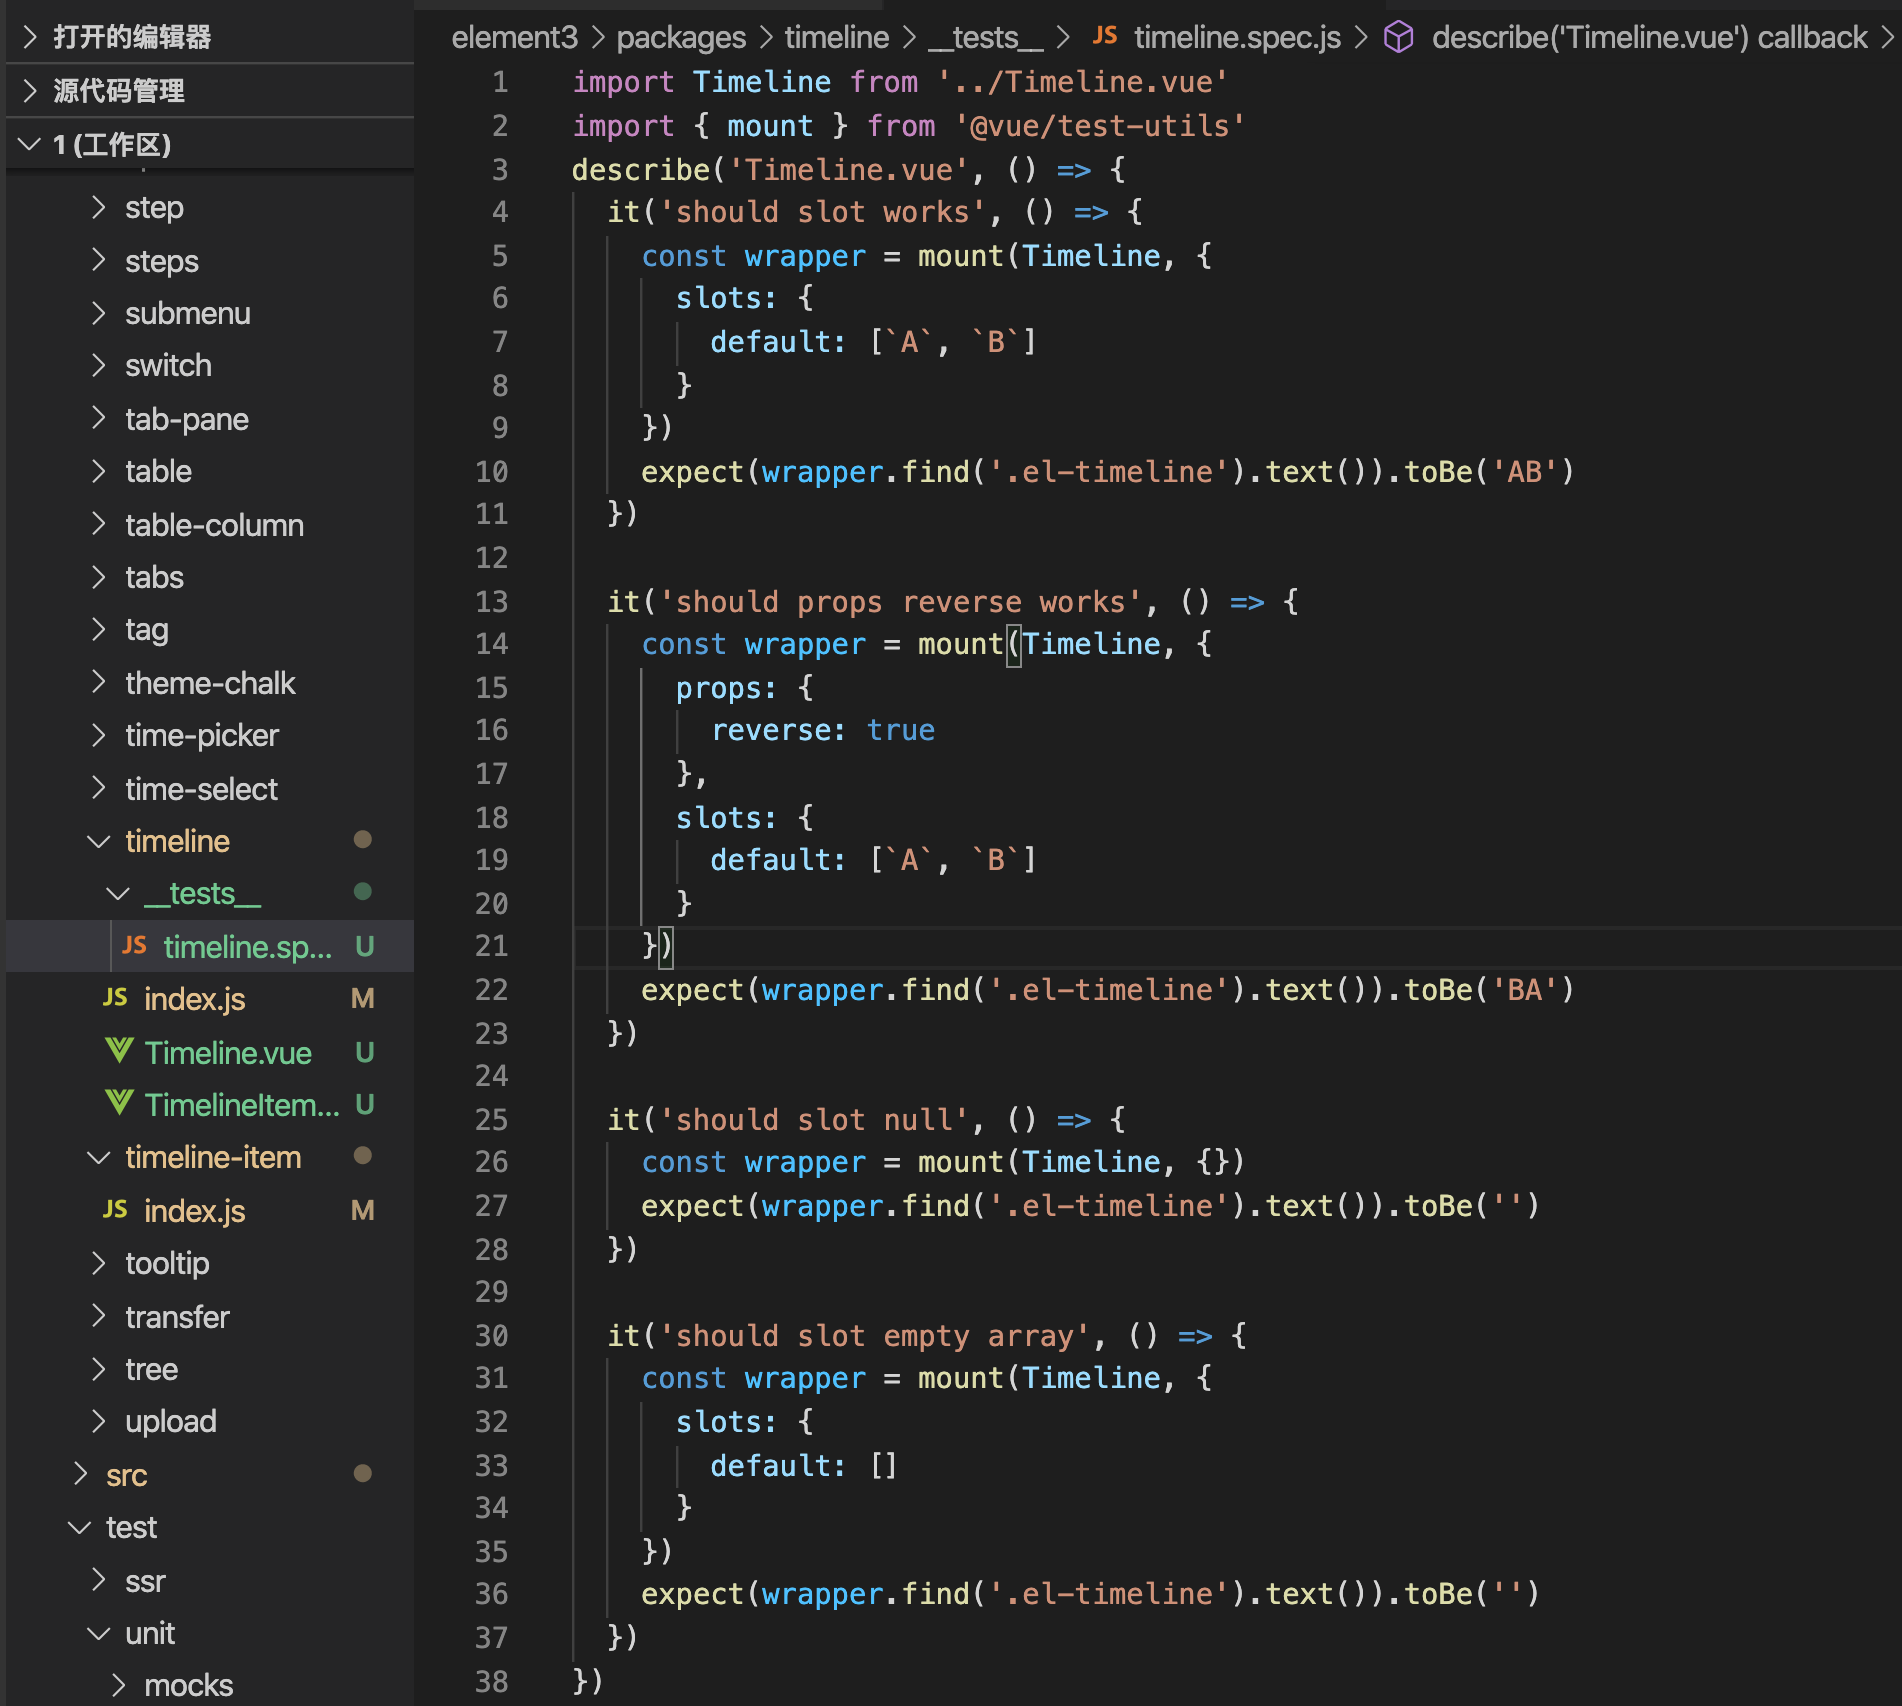 打开的编辑器
源代码管理
1 (工作区)
step
steps
submenu
switch
tab-pane
table
table-column
tabs
tag
theme-chalk
time-picker
time-select
timeline
__tests__
JS timeline.sp... U
JS index.js M
Timeline.vue U
TimelineItem... U
timeline-item
JS index.js M
tooltip
transfer
tree
upload
src
test
ssr
unit
mocks
element3 > packages > timeline > __tests__ > JS timeline.spec.js > describe('Timeline.vue') callback >
1 import Timeline from '../Timeline.vue'
2 import { mount } from '@vue/test-utils'
3 describe('Timeline.vue', () => {
4   it('should slot works', () => {
5     const wrapper = mount(Timeline, {
6       slots: {
7         default: [`A`, `B`]
8       }
9     })
10     expect(wrapper.find('.el-timeline').text()).toBe('AB')
11   })
12
13   it('should props reverse works', () => {
14     const wrapper = mount(Timeline, {
15       props: {
16         reverse: true
17       },
18       slots: {
19         default: [`A`, `B`]
20       }
21     })
22     expect(wrapper.find('.el-timeline').text()).toBe('BA')
23   })
24
25   it('should slot null', () => {
26     const wrapper = mount(Timeline, {})
27     expect(wrapper.find('.el-timeline').text()).toBe('')
28   })
29
30   it('should slot empty array', () => {
31     const wrapper = mount(Timeline, {
32       slots: {
33         default: []
34       }
35     })
36     expect(wrapper.find('.el-timeline').text()).toBe('')
37   })
38 })